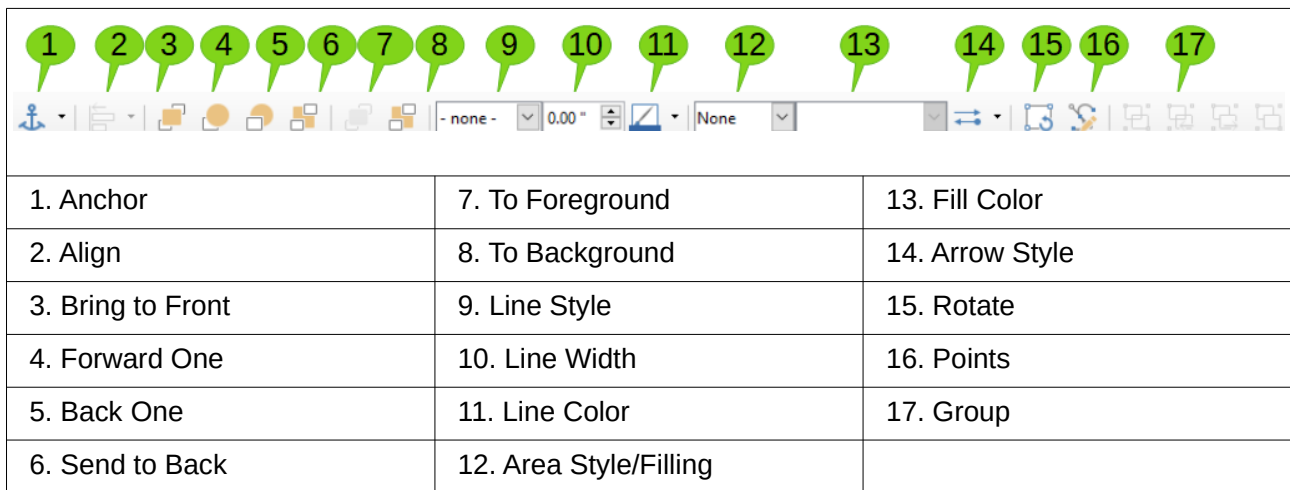 1 2 3 4 5 6 7 8 9 10 11 12 13 14 15 16 17
- none - 0.00 " None
1. Anchor 7. To Foreground 13. Fill Color
2. Align 8. To Background 14. Arrow Style
3. Bring to Front 9. Line Style 15. Rotate
4. Forward One 10. Line Width 16. Points
5. Back One 11. Line Color 17. Group
6. Send to Back 12. Area Style/Filling